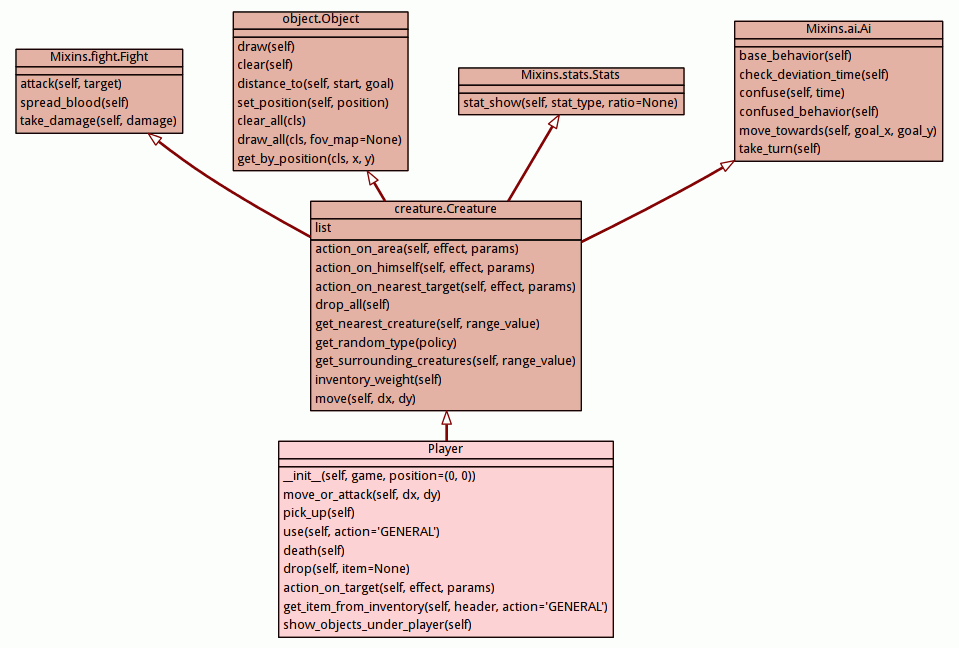 Mixins.fight.Fight
attack(self, target)
spread_blood(self)
take_damage(self, damage)
object.Object
draw(self)
clear(self)
distance_to(self, start, goal)
set_position(self, position)
clear_all(cls)
draw_all(cls, fov_map=None)
get_by_position(cls, x, y)
Mixins.stats.Stats
stat_show(self, stat_type, ratio=None)
Mixins.ai.Ai
base_behavior(self)
check_deviation_time(self)
confuse(self, time)
confused_behavior(self)
move_towards(self, goal_x, goal_y)
take_turn(self)
creature.Creature
list
action_on_area(self, effect, params)
action_on_himself(self, effect, params)
action_on_nearest_target(self, effect, params)
drop_all(self)
get_nearest_creature(self, range_value)
get_random_type(policy)
get_surrounding_creatures(self, range_value)
inventory_weight(self)
move(self, dx, dy)
Player
__init__(self, game, position=(0, 0))
move_or_attack(self, dx, dy)
pick_up(self)
use(self, action='GENERAL')
death(self)
drop(self, item=None)
action_on_target(self, effect, params)
get_item_from_inventory(self, header, action='GENERAL')
show_objects_under_player(self)